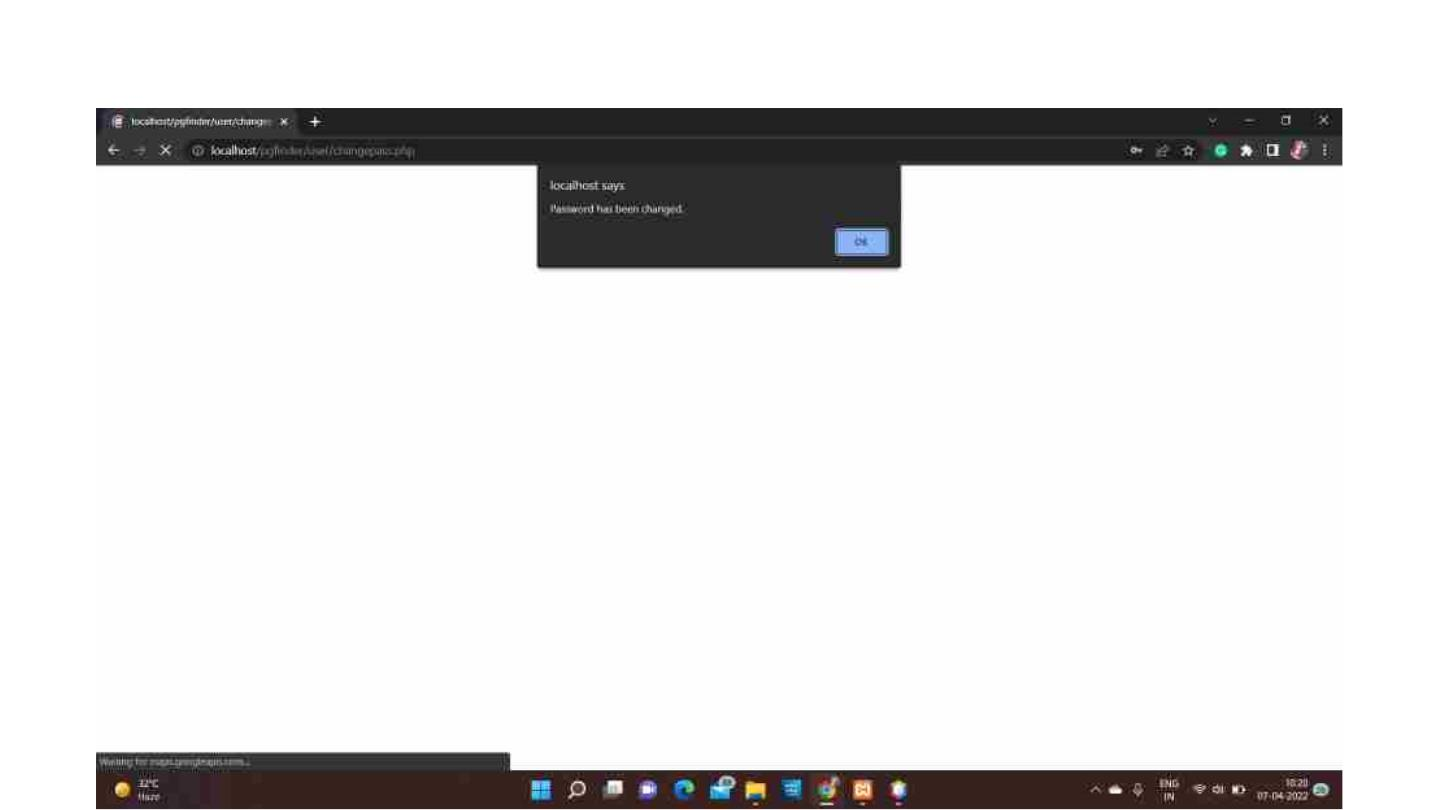 localhost/pgfinder/user/change
localhost/pgfinder/user/changepass.php
localhost says
Password has been changed.
OK
Waiting for maps.googleapis.com...
32°C
Haze
ENG
IN
10:20
07-04-2022